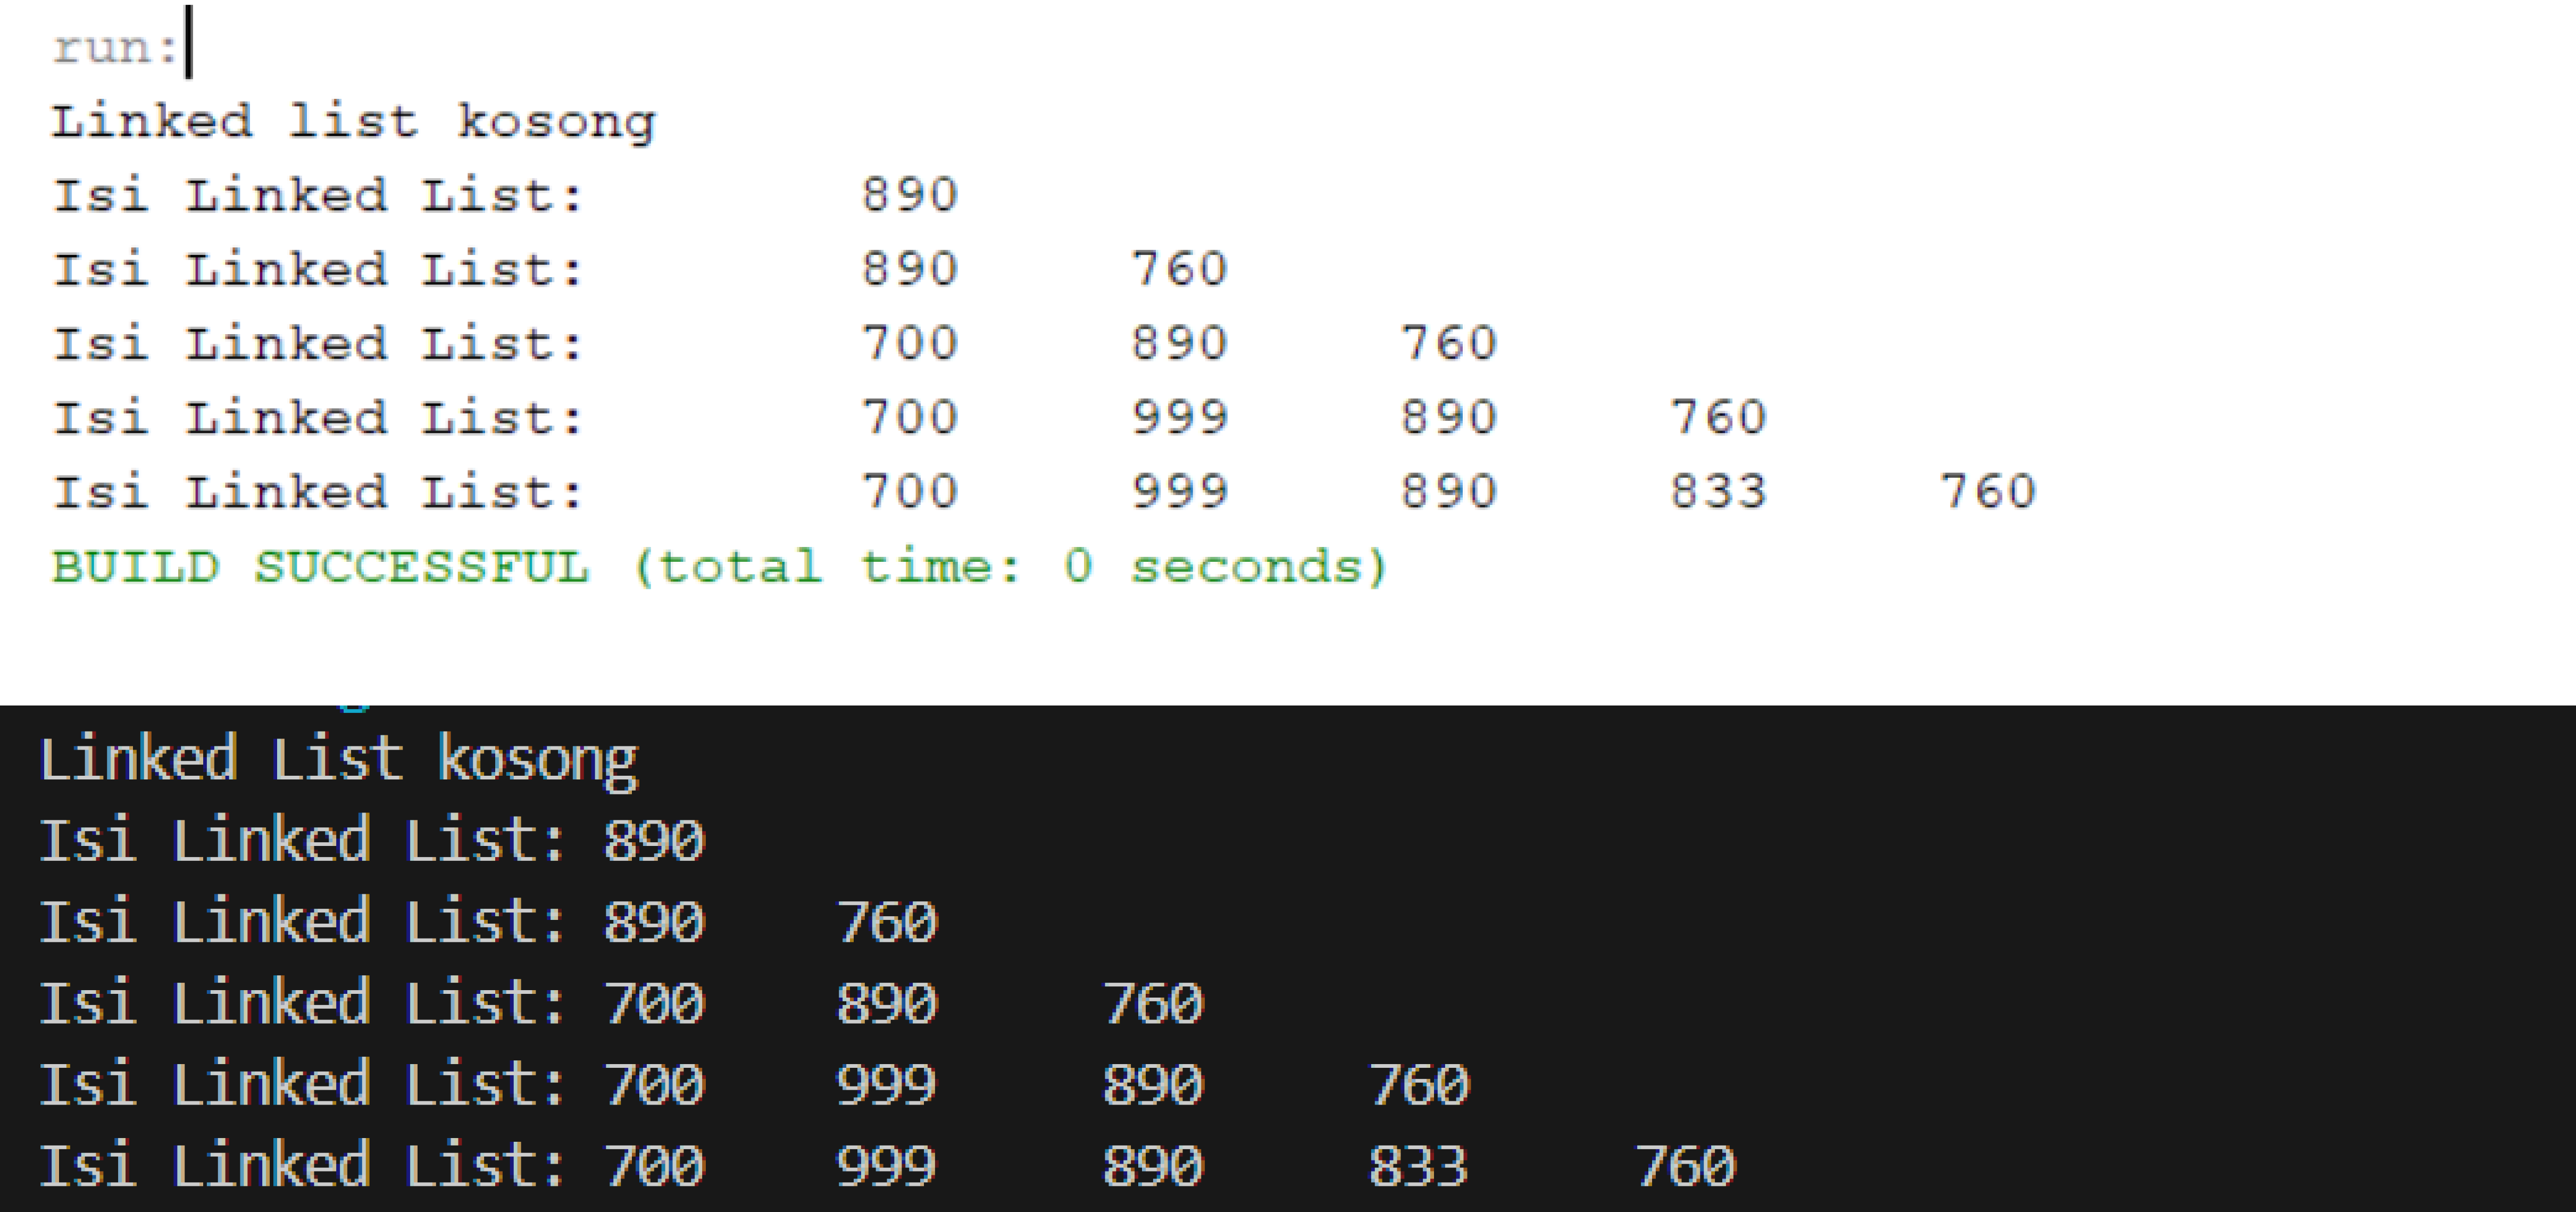 run:
Linked list kosong
Isi Linked List: 890
Isi Linked List: 890 760
Isi Linked List: 700 890 760
Isi Linked List: 700 999 890 760
Isi Linked List: 700 999 890 833 760
BUILD SUCCESSFUL (total time: 0 seconds)
Linked List kosong
Isi Linked List: 890
Isi Linked List: 890 760
Isi Linked List: 700 890 760
Isi Linked List: 700 999 890 760
Isi Linked List: 700 999 890 833 760